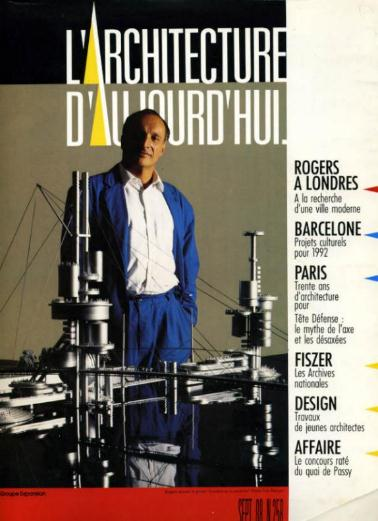 L'ARCHITECTURE
D'AUJOURD'HUI.
ROGERS
A LONDRES
A la recherche
d'une ville moderne
BARCELONE
Projets culturels
pour 1992
PARIS
Trente ans
d'architecture
pour
Tête Défense :
le mythe de l'axe
et les désaxées
FISZER
Les Archives
nationales
DESIGN
Travaux
de jeunes architectes
AFFAIRE
Le concours raté
du quai de Passy
Groupe Expansion
SEPT. 88 N.258